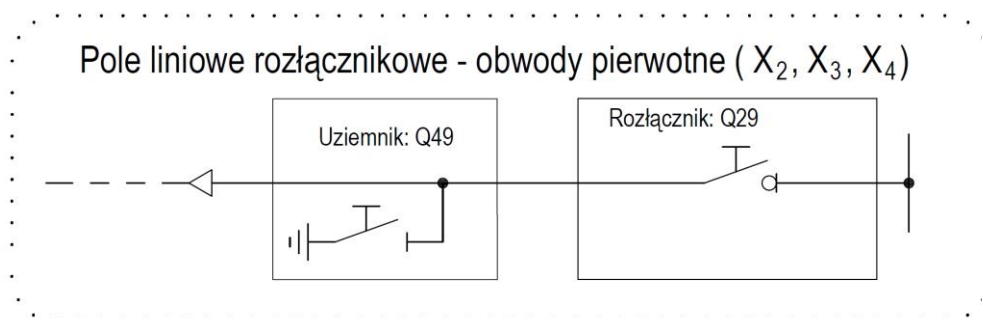 Pole liniowe rozłącznikowe - obwody pierwotne ( X₂, X₃, X₄)
Uziemnik: Q49
Rozłącznik: Q29